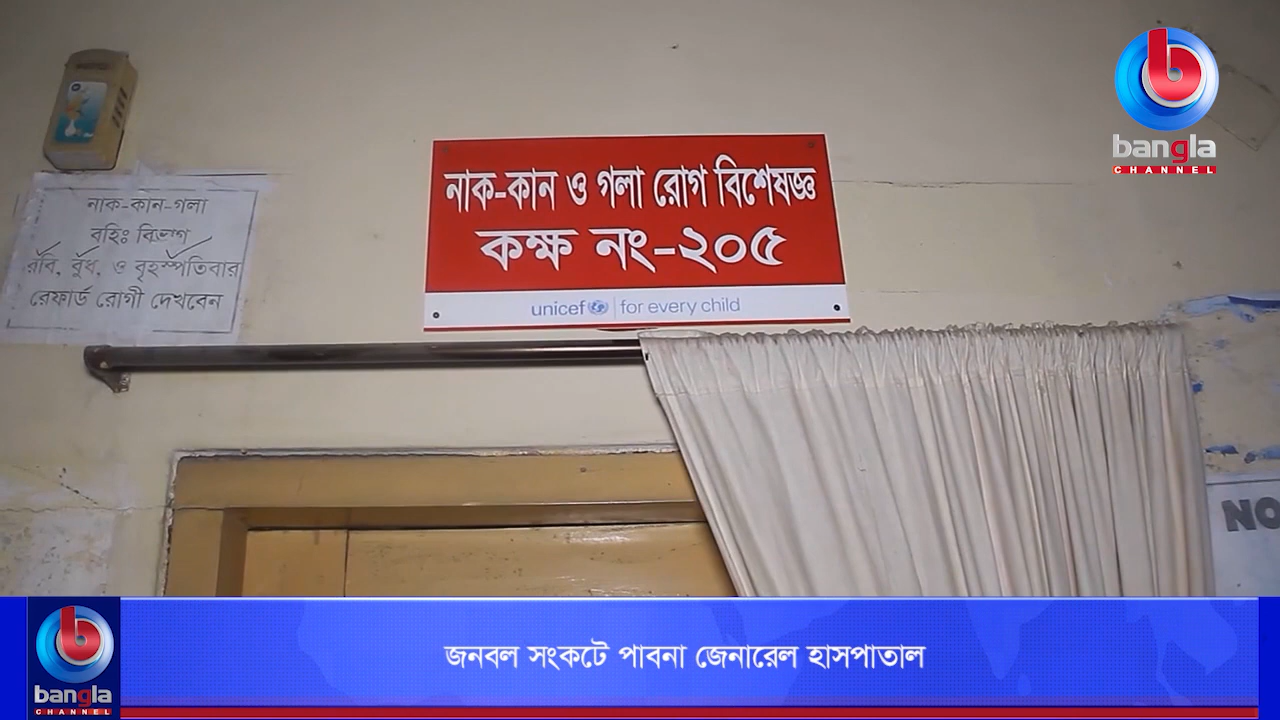 bangla
CHANNEL
নাক-কান ও গলা রোগ বিশেষজ্ঞ
কক্ষ নং-২০৫
unicef for every child
নাক-কান-গলা
বহিঃ বিভাগ
রবি, বুধ, ও বৃহস্পতিবার
রেফার্ড রোগী দেখবেন
NO
জনবল সংকটে পাবনা জেনারেল হাসপাতাল
bangla
CHANNEL